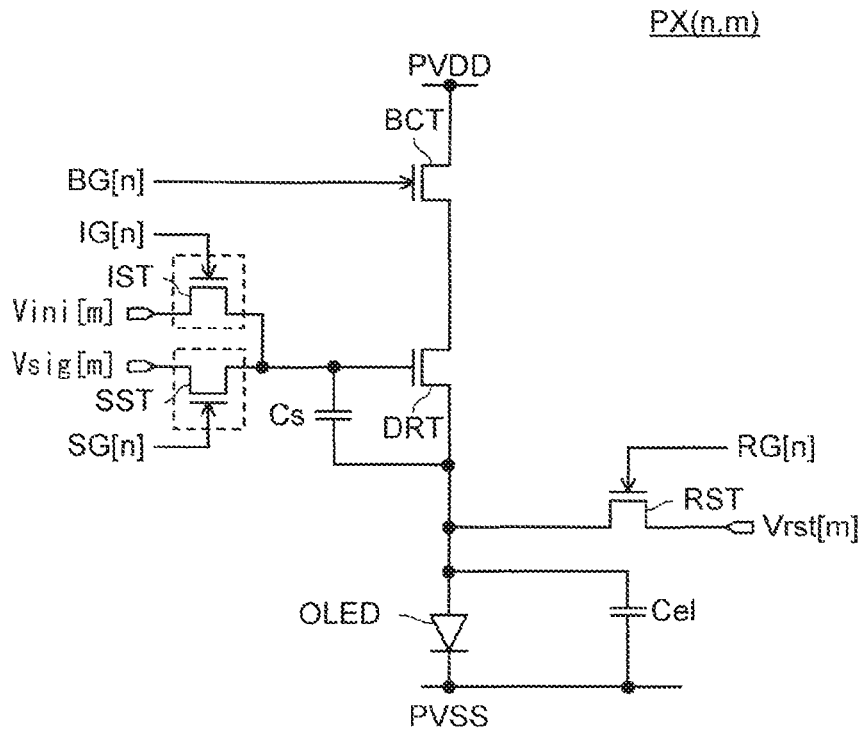 PX(n,m)
PVDD
BCT
BG[n]
IG[n]
IST
Vini[m]
Vsig[m]
SST
Cs
DRT
SG[n]
RG[n]
RST
Vrst[m]
OLED
Cel
PVSS